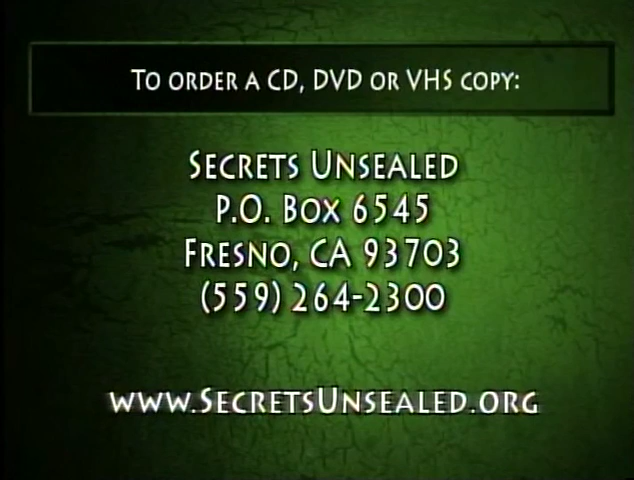 To order a CD, DVD or VHS copy:
Secrets Unsealed
P.O. Box 6545
Fresno, CA 93703
(559) 264-2300
www.SecretsUnsealed.org